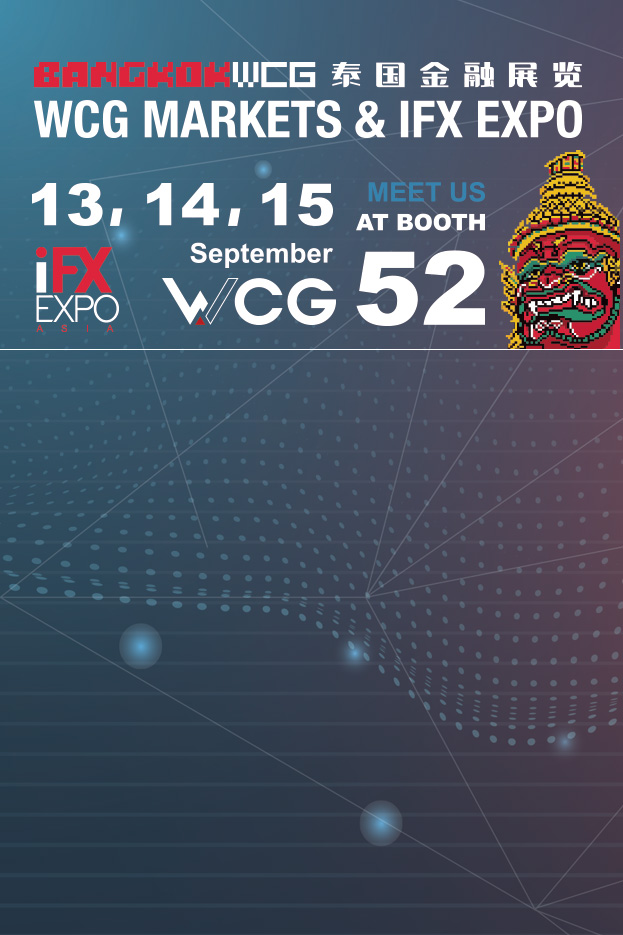 BANGKOKWCG 泰国金融展览
WCG MARKETS & IFX EXPO
13, 14, 15
September
MEET US
AT BOOTH
52
iFX
EXPO
ASIA
WCG